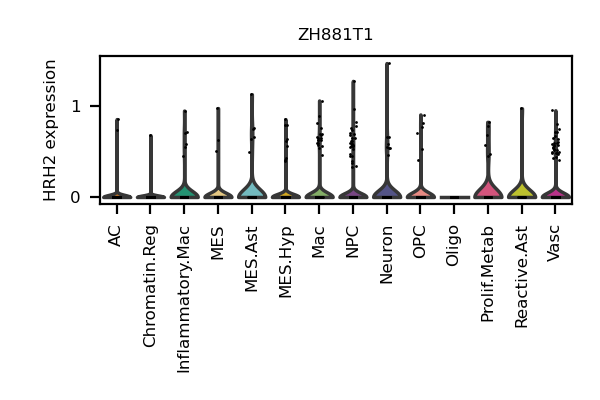 ZH881T1
HRH2 expression
1
0
AC
Chromatin.Reg
Inflammatory.Mac
MES
MES.Ast
MES.Hyp
Mac
NPC
Neuron
OPC
Oligo
Prolif.Metab
Reactive.Ast
Vasc